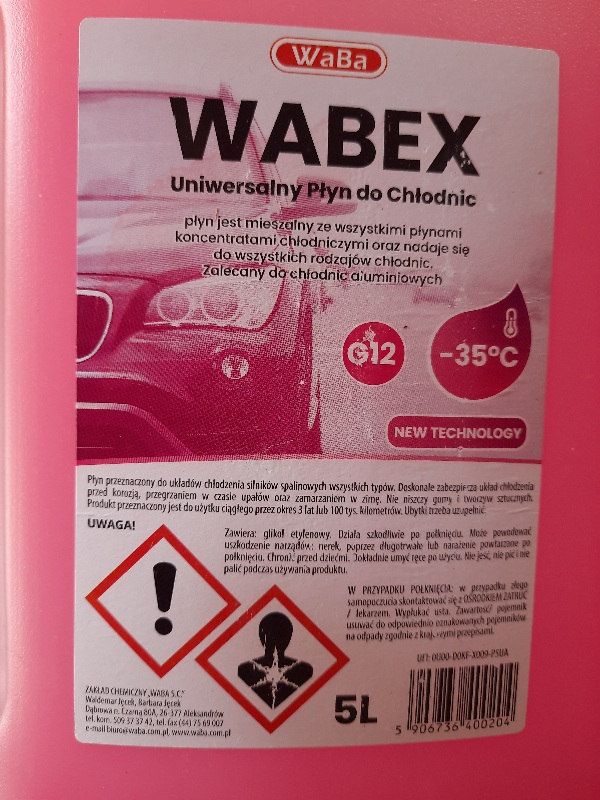 WaBa
WABEX
Uniwersalny Płyn do Chłodnic
płyn jest mieszalny ze wszystkimi płynami
koncentratami chłodniczymi oraz nadaje się
do wszystkich rodzajów chłodnic.
Zalecany do chłodnic aluminiowych
G12
-35°C
NEW TECHNOLOGY
Płyn przeznaczony do układów chłodzenia silników spalinowych wszystkich typów. Doskonale zabezpiecza układ chłodzenia
przed korozją, przegrzaniem w czasie upałów oraz zamarzaniem w zimę. Nie niszczy gumy i tworzyw sztucznych.
Produkt przeznaczony jest do użytku ciągłego przez okres 3 lat lub 100 tys. kilometrów. Ubytki trzeba uzupełnić.
UWAGA!
Zawiera: glikol etylenowy. Działa szkodliwie po połknięciu. Może powodować
uszkodzenie narządów: nerek, poprzez długotrwałe lub narażenie powtarzane po
połknięciu. Chronić przed dziećmi. Dokładnie umyć ręce po użyciu. Nie jeść, nie pić i nie
palić podczas używania produktu.
W PRZYPADKU POŁKNIĘCIA: w przypadku złego
samopoczucia skontaktować się z OŚRODKIEM ZATRUĆ
/ lekarzem. Wypłukać usta. Zawartość/ pojemnik
usuwać do odpowiednio oznakowanych pojemników
na odpady zgodnie z krajowymi przepisami.
UFI: 0000-D0KF-X009-P5UA
ZAKŁAD CHEMICZNY „WABA S.C.”
Waldemar Jęcek, Barbara Jęcek
Dąbrowa n. Czarną 80A, 26-377 Aleksandrów
tel. kom. 509 37 37 42, tel. fax (44) 75 69 007
e-mail biuro@waba.com.pl, www.waba.com.pl
5L
5 906736 400204